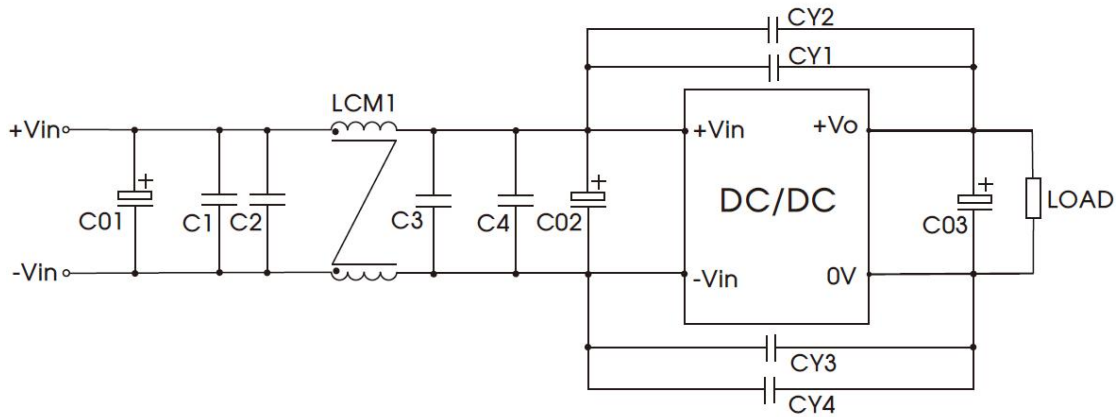 CY2
CY1
LCM1
+Vin
+Vin
+Vo
+
+
+
DC/DC
C01
C1
C2
C3
C4
C02
C03
LOAD
-Vin
-Vin
0V
CY3
CY4